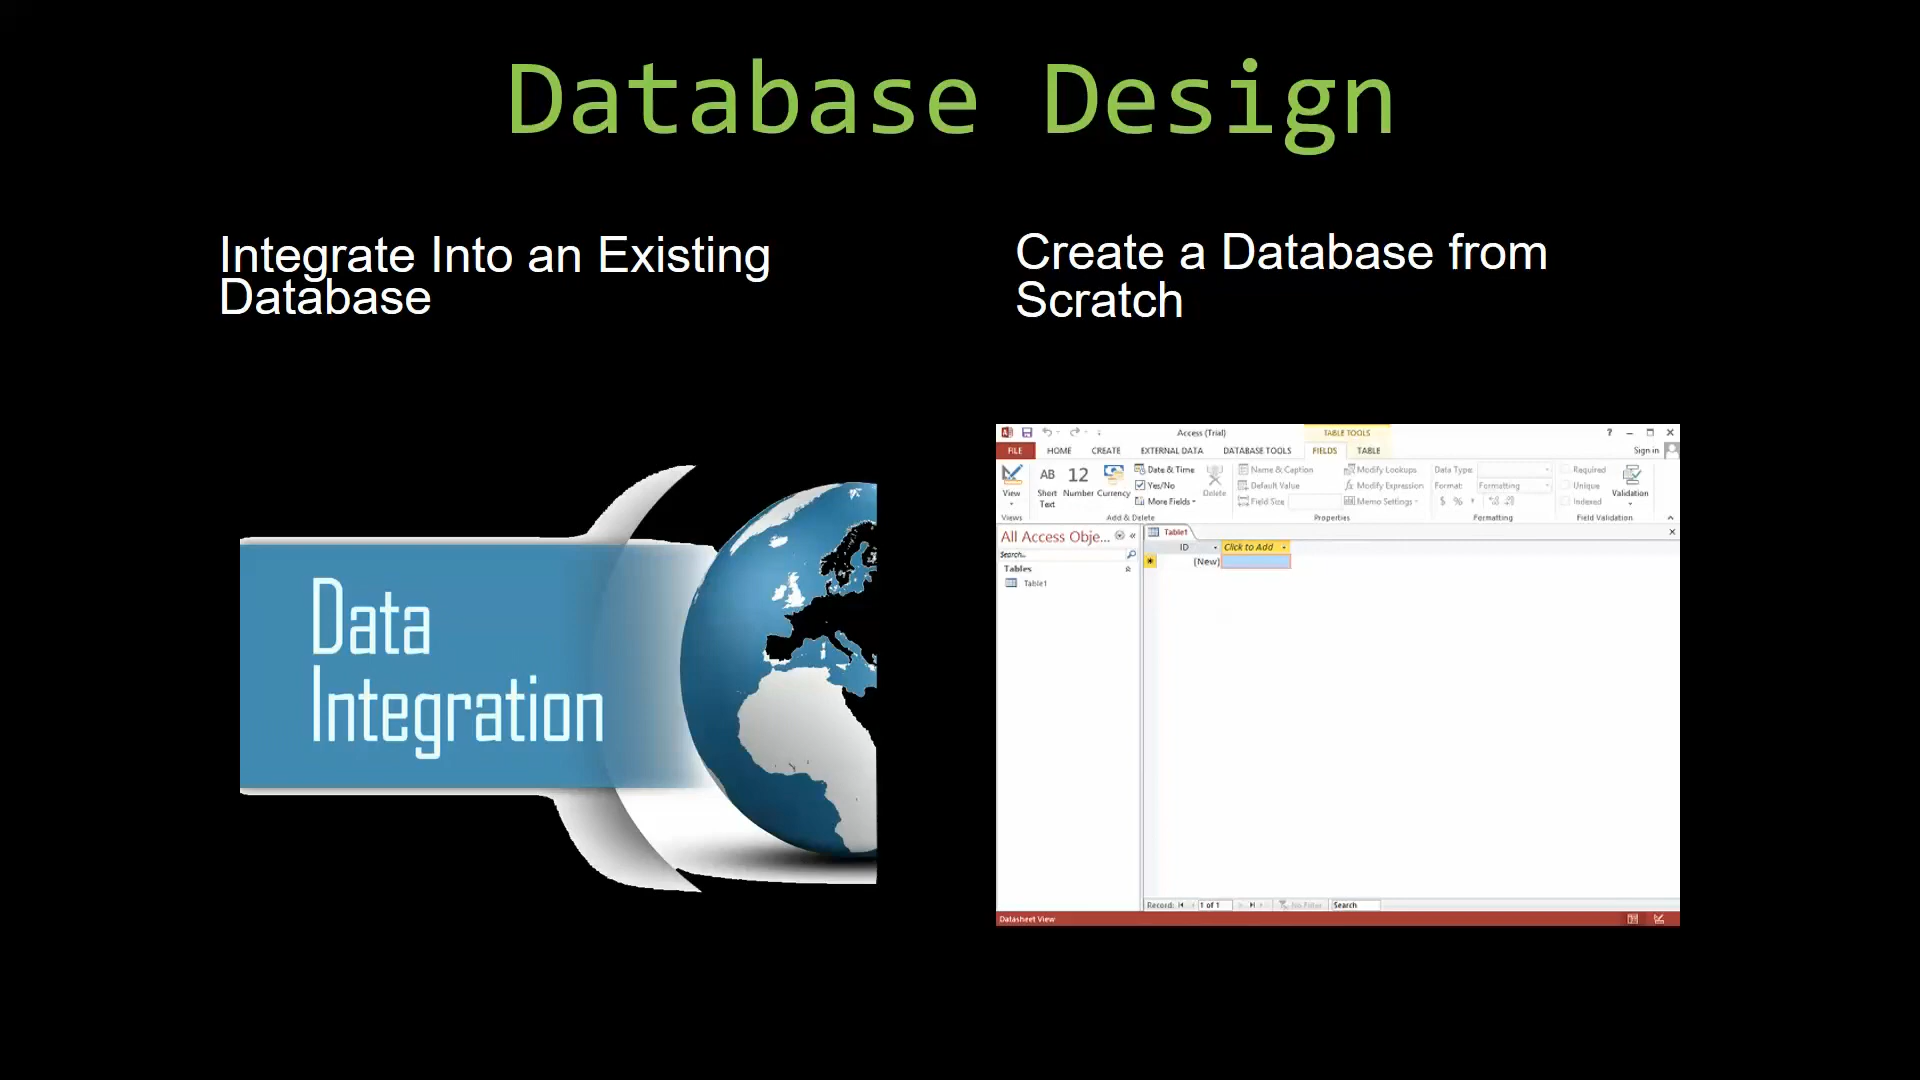 Database Design
Integrate Into an Existing
Database
Create a Database from
Scratch
Data
Integration
Access (Trial)
TABLE TOOLS
?
FILE HOME CREATE EXTERNAL DATA DATABASE TOOLS FIELDS TABLE
Sign in
View
Views
AB
Short
Text
12
Number
Currency
Date & Time
Yes/No
More Fields
Delete
Add & Delete
Name & Caption
Default Value
Field Size
Modify Lookups
Modify Expression
Memo Settings
Properties
Data Type:
Format: Formatting
$ %
Formatting
Required
Unique
Indexed
Validation
Field Validation
All Access Obje...
Search...
Tables
Table1
Table1
ID Click to Add
(New)
Record: 1 of 1 No Filter Search
Datasheet View